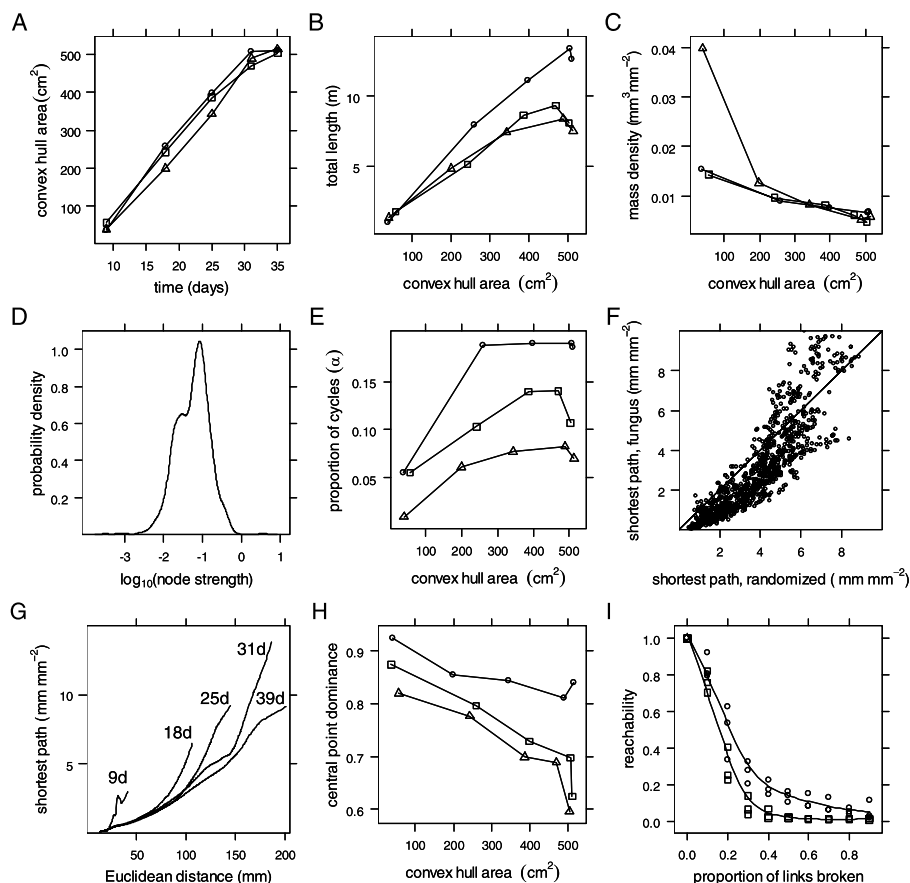 A
convex hull area (cm²)
500
400
300
200
100
10 15 20 25 30 35
time (days)
B
total length (m)
10
5
100 200 300 400 500
convex hull area (cm²)
C
mass density (mm³mm⁻²)
0.04
0.03
0.02
0.01
100 200 300 400 500
convex hull area (cm²)
D
probability density
1.0
0.8
0.6
0.4
0.2
-3 -2 -1 0 1
log₁₀(node strength)
E
proportion of cycles (α)
0.15
0.10
0.05
100 200 300 400 500
convex hull area (cm²)
F
shortest path, fungus (mm mm⁻²)
8
6
4
2
2 4 6 8
shortest path, randomized ( mm mm⁻²)
G
shortest path (mm mm⁻²)
10
5
9d
18d
25d
31d
39d
0 50 100 150 200
Euclidean distance (mm)
H
central point dominance
0.9
0.8
0.7
0.6
100 200 300 400 500
convex hull area (cm²)
I
reachability
1.0
0.8
0.6
0.4
0.2
0.0
0.0 0.2 0.4 0.6 0.8
proportion of links broken